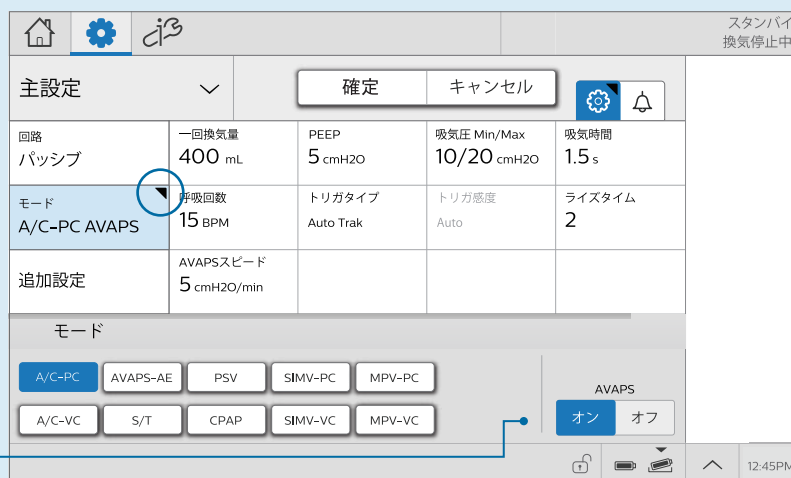 スタンバイ
換気停止中
主設定
確定 キャンセル
回路
パッシブ
一回換気量
400 mL
PEEP
5 cmH2O
吸気圧 Min/Max
10/20 cmH2O
吸気時間
1.5 s
モード
A/C-PC AVAPS
呼吸回数
15 BPM
トリガタイプ
Auto Trak
トリガ感度
Auto
ライズタイム
2
追加設定
AVAPSスピード
5 cmH2O/min
モード
A/C-PC AVAPS-AE PSV SIMV-PC MPV-PC
A/C-VC S/T CPAP SIMV-VC MPV-VC
AVAPS
オン オフ
12:45PM